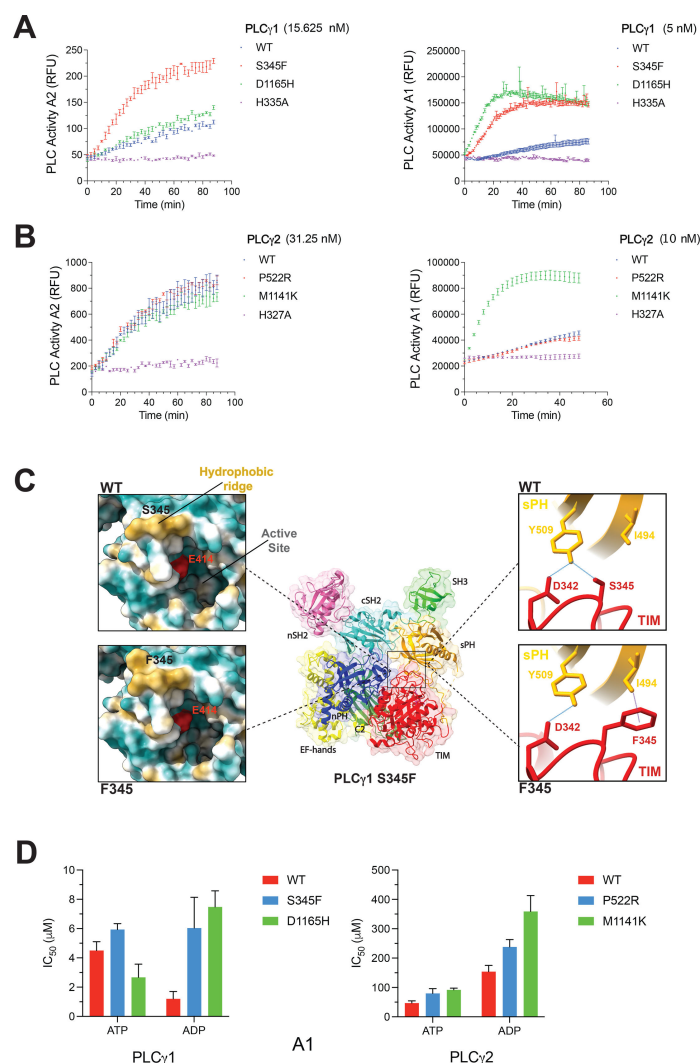 A
PLCγ1 (15.625 nM)
WT
S345F
D1165H
H335A
PLC Activty A2 (RFU)
250
200
150
100
50
0
0 20 40 60 80 100
Time (min)
PLCγ1 (5 nM)
WT
S345F
D1165H
H335A
PLC Activty A1 (RFU)
250000
200000
150000
100000
50000
0
0 20 40 60 80 100
Time (min)
B
PLCγ2 (31.25 nM)
WT
P522R
M1141K
H327A
PLC Activty A2 (RFU)
1000
800
600
400
200
0
0 20 40 60 80 100
Time (min)
PLCγ2 (10 nM)
WT
P522R
M1141K
H327A
PLC Activty A1 (RFU)
100000
80000
60000
40000
20000
0
0 20 40 60
Time (min)
C
WT
Hydrophobic
ridge
S345
Active
Site
F345
F345
nSH2
cSH2
SH3
sPH
nPH
C2
EF-hands
TIM
PLCγ1 S345F
WT
sPH
Y509
I494
D342
S345
TIM
sPH
Y509
I494
D342
F345
TIM
F345
D
WT
S345F
D1165H
IC50 (μM)
10
8
6
4
2
0
ATP ADP
PLCγ1
A1
WT
P522R
M1141K
IC50 (μM)
500
400
300
200
100
0
ATP ADP
PLCγ2